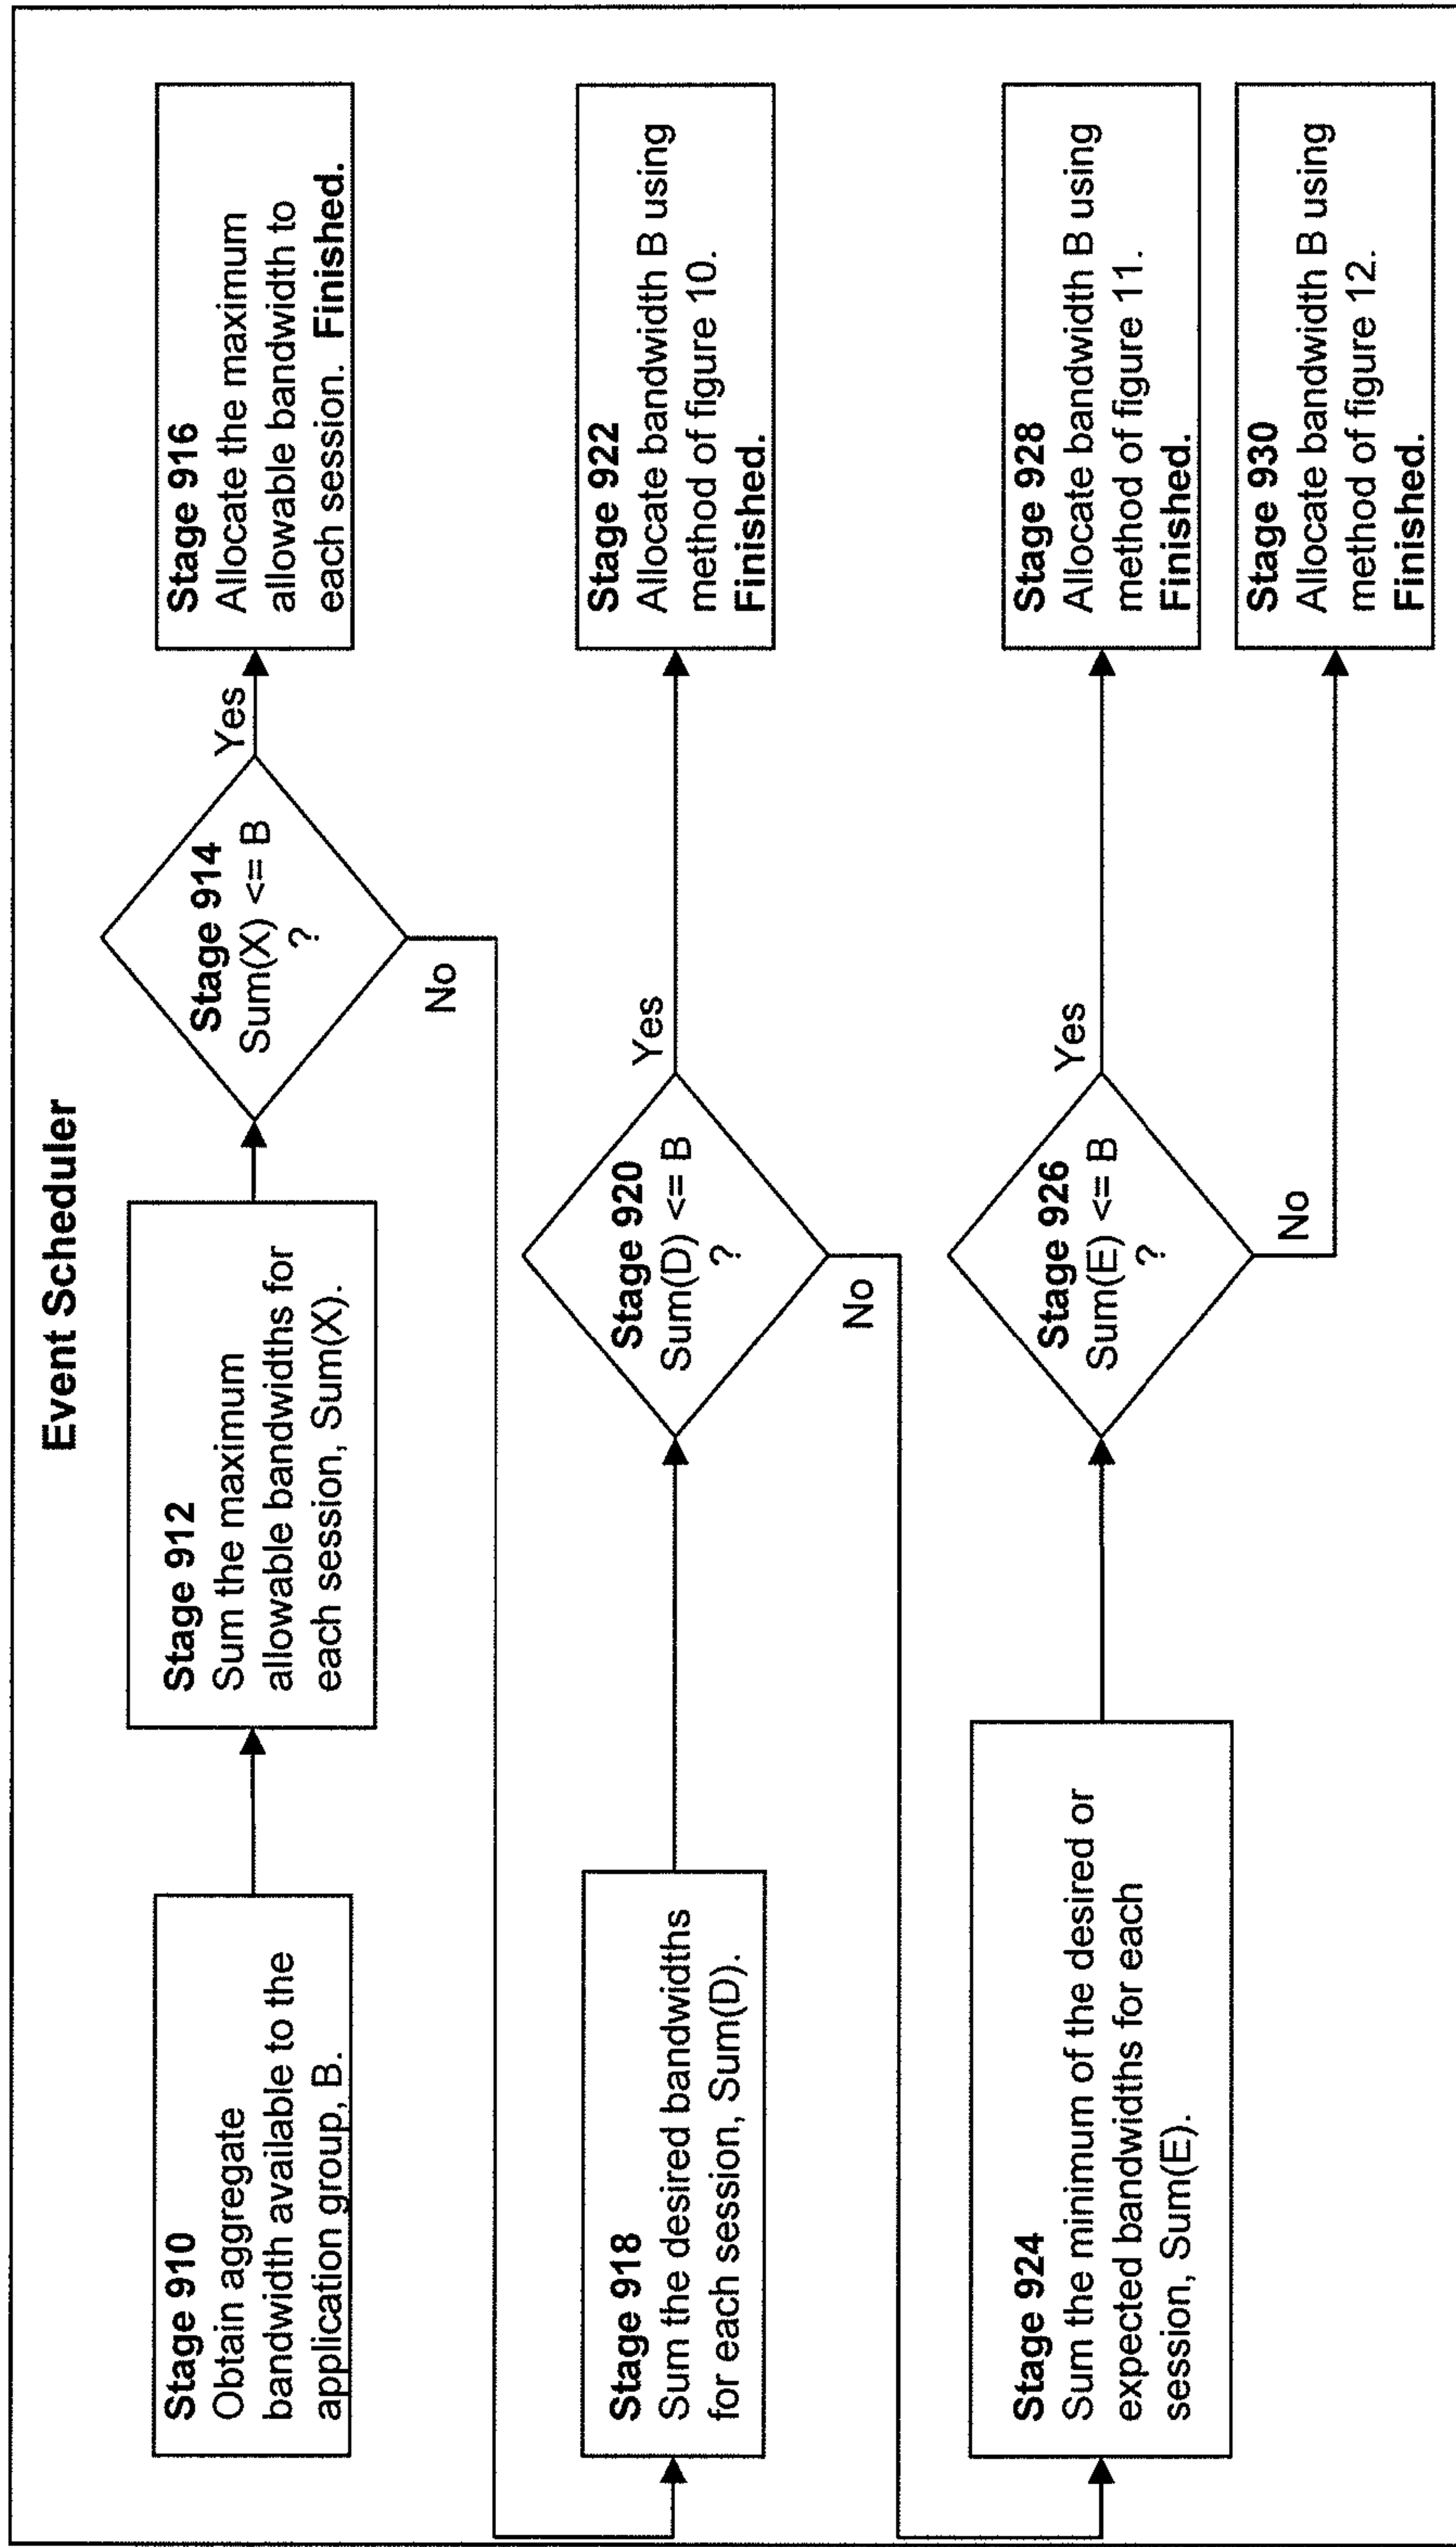 Event Scheduler
Stage 910
Obtain aggregate
bandwidth available to the
application group, B.
Stage 912
Sum the maximum
allowable bandwidths for
each session, Sum(X).
Stage 914
Sum(X) <= B
?
Yes
No
Stage 916
Allocate the maximum
allowable bandwidth to
each session. Finished.
Stage 918
Sum the desired bandwidths
for each session, Sum(D).
Stage 920
Sum(D) <= B
?
Yes
No
Stage 922
Allocate bandwidth B using
method of figure 10.
Finished.
Stage 924
Sum the minimum of the desired or
expected bandwidths for each
session, Sum(E).
Stage 926
Sum(E) <= B
?
Yes
No
Stage 928
Allocate bandwidth B using
method of figure 11.
Finished.
Stage 930
Allocate bandwidth B using
method of figure 12.
Finished.